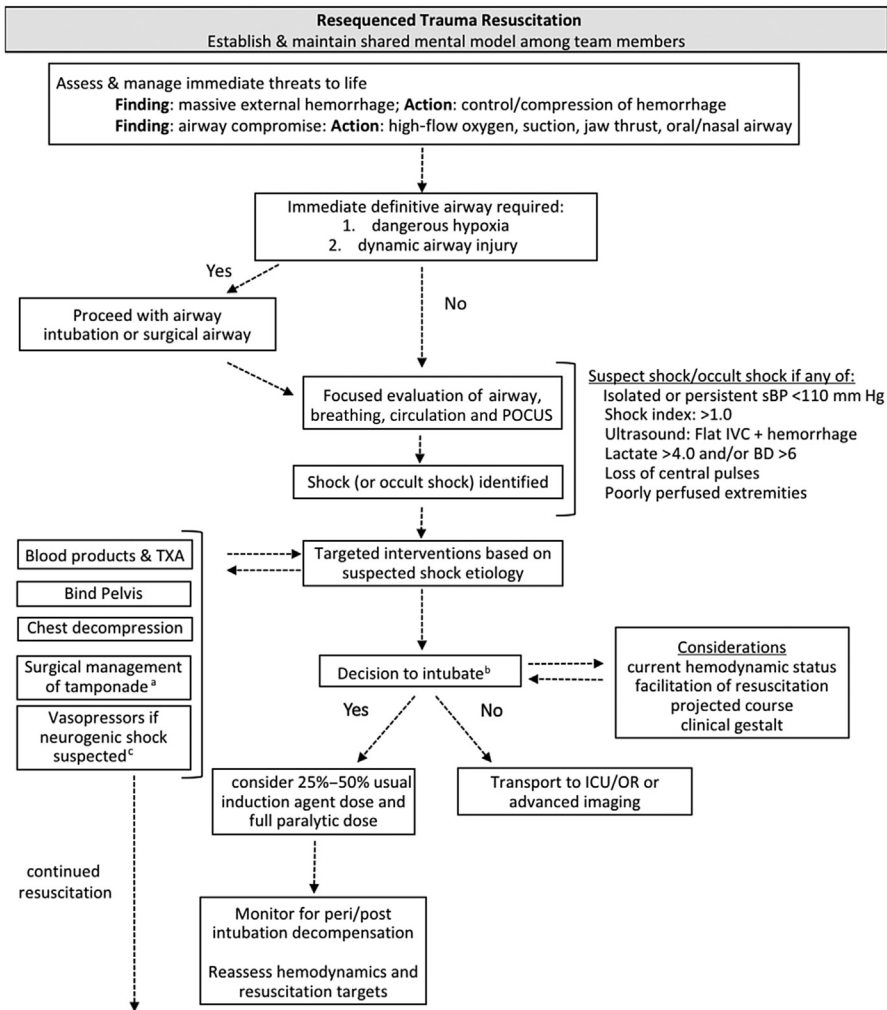 Resequenced Trauma Resuscitation
Establish & maintain shared mental model among team members
Assess & manage immediate threats to life
Finding: massive external hemorrhage; Action: control/compression of hemorrhage
Finding: airway compromise: Action: high-flow oxygen, suction, jaw thrust, oral/nasal airway
Immediate definitive airway required:
1. dangerous hypoxia
2. dynamic airway injury
Yes
No
Proceed with airway
intubation or surgical airway
Focused evaluation of airway,
breathing, circulation and POCUS
Shock (or occult shock) identified
Suspect shock/occult shock if any of:
Isolated or persistent sBP <110 mm Hg
Shock index: >1.0
Ultrasound: Flat IVC + hemorrhage
Lactate >4.0 and/or BD >6
Loss of central pulses
Poorly perfused extremities
Blood products & TXA
Bind Pelvis
Chest decompression
Surgical management
of tamponade a
Vasopressors if
neurogenic shock
suspected c
Targeted interventions based on
suspected shock etiology
Decision to intubate b
Considerations
current hemodynamic status
facilitation of resuscitation
projected course
clinical gestalt
Yes
No
consider 25%–50% usual
induction agent dose and
full paralytic dose
Transport to ICU/OR or
advanced imaging
continued
resuscitation
Monitor for peri/post
intubation decompensation
Reassess hemodynamics and
resuscitation targets